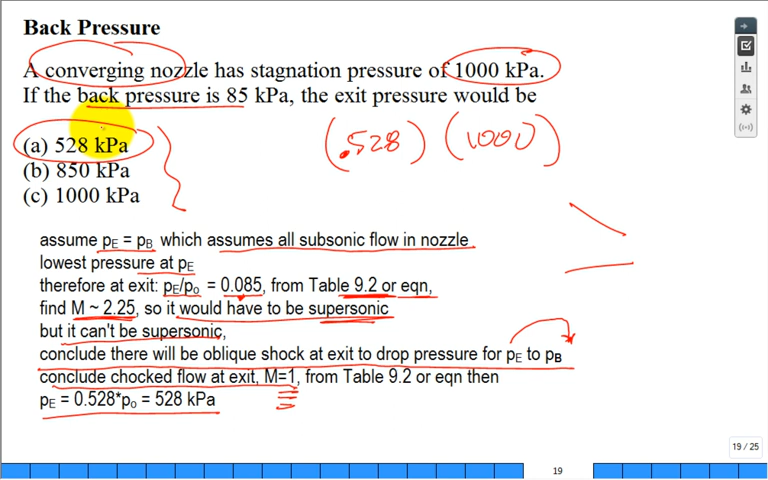 Back Pressure
A converging nozzle has stagnation pressure of 1000 kPa.
If the back pressure is 85 kPa, the exit pressure would be
(a) 528 kPa
(.528) (1000)
(b) 850 kPa
(c) 1000 kPa
assume pE = pB which assumes all subsonic flow in nozzle
lowest pressure at pE
therefore at exit: pE/po = 0.085, from Table 9.2 or eqn,
find M ~ 2.25, so it would have to be supersonic
but it can't be supersonic,
conclude there will be oblique shock at exit to drop pressure for pE to pB
conclude chocked flow at exit, M=1, from Table 9.2 or eqn then
pE = 0.528*po = 528 kPa
19 / 25
19